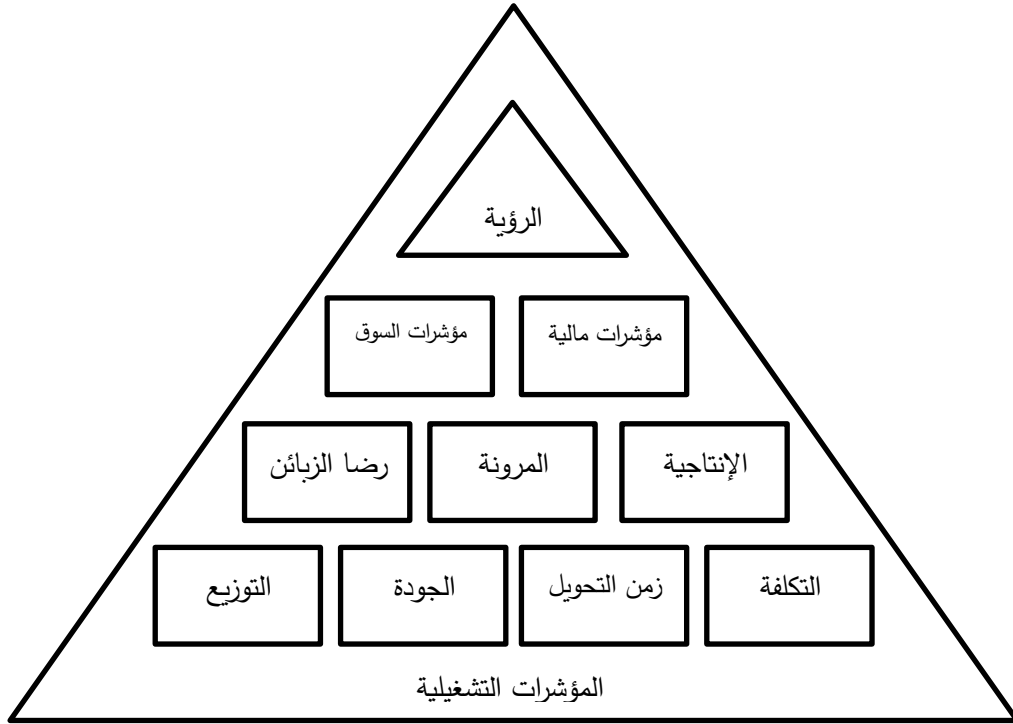 الرؤية
مؤشرات مالية
مؤشرات السوق
الإنتاجية
المرونة
رضا الزبائن
التكلفة
زمن التحويل
الجودة
التوزيع
المؤشرات التشغيلية